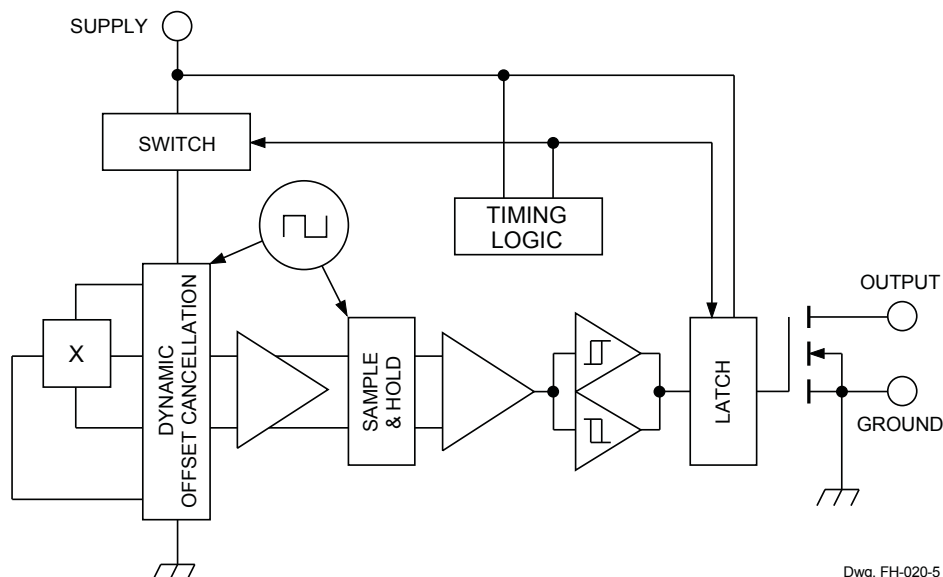 SUPPLY
SWITCH
TIMING
LOGIC
X
DYNAMIC
OFFSET CANCELLATION
SAMPLE
& HOLD
LATCH
OUTPUT
GROUND
Dwg. FH-020-5